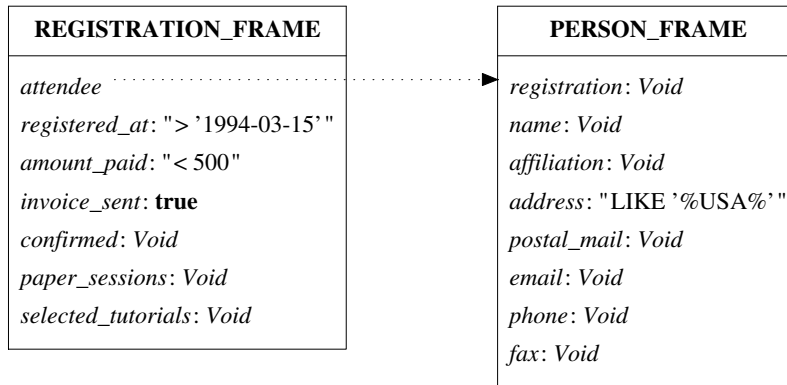 REGISTRATION_FRAME
attendee
registered_at: "> '1994-03-15' "
amount_paid: "< 500"
invoice_sent: true
confirmed: Void
paper_sessions: Void
selected_tutorials: Void
PERSON_FRAME
registration: Void
name: Void
affiliation: Void
address: "LIKE '%USA%' "
postal_mail: Void
email: Void
phone: Void
fax: Void